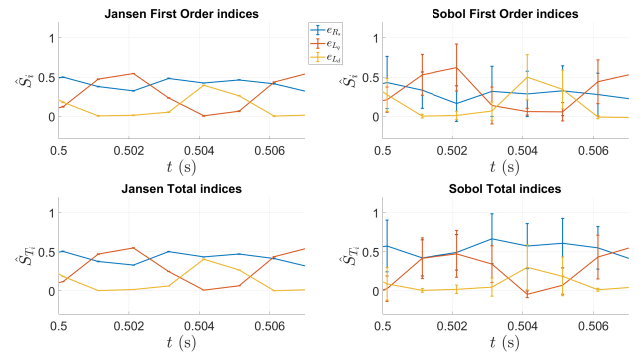 Jansen First Order indices
1
0.5
0
Ŝᵢ
0.5 0.502 0.504 0.506
t (s)
e_{R_s}
e_{L_q}
e_{L_d}
Sobol First Order indices
1
0.5
0
Ŝᵢ
0.5 0.502 0.504 0.506
t (s)
Jansen Total indices
1
0.5
0
Ŝ_{T_i}
0.5 0.502 0.504 0.506
t (s)
Sobol Total indices
1
0.5
0
Ŝ_{T_i}
0.5 0.502 0.504 0.506
t (s)